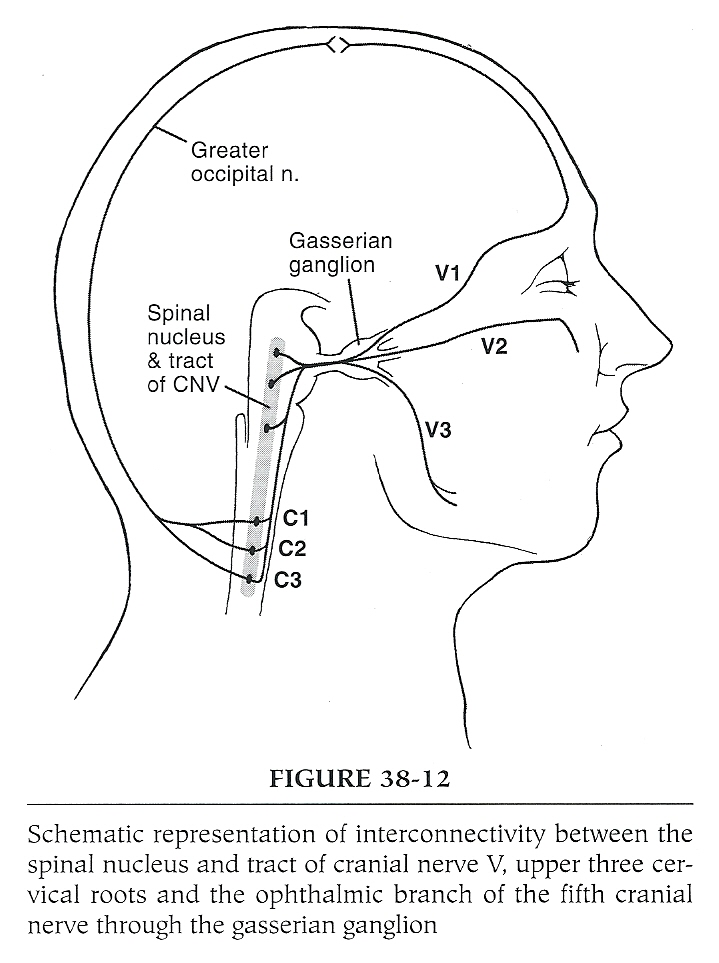 Greater
occipital n.
Gasserian
ganglion
V1
Spinal
nucleus
& tract
of CNV
V2
V3
C1
C2
C3
FIGURE 38-12
Schematic representation of interconnectivity between the
spinal nucleus and tract of cranial nerve V, upper three cer-
vical roots and the ophthalmic branch of the fifth cranial
nerve through the gasserian ganglion